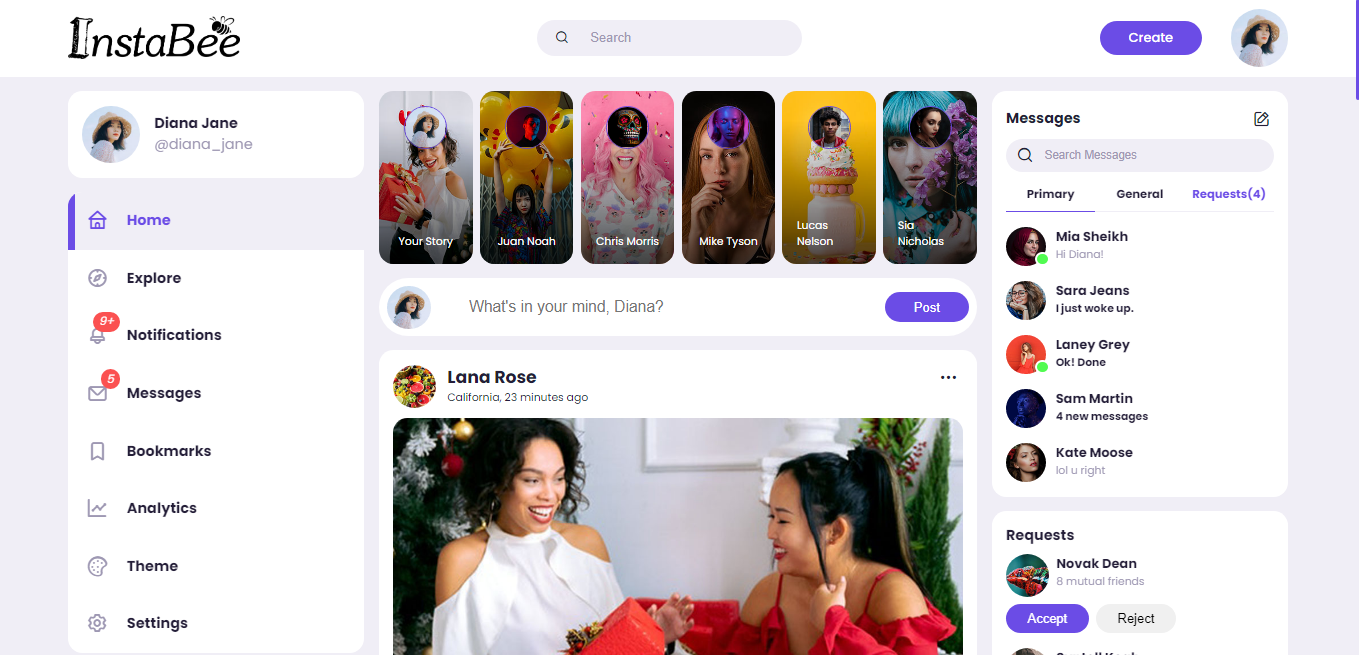 InstaBee
Search
Create
Diana Jane
@diana_jane
Home
Explore
9+
Notifications
5
Messages
Bookmarks
Analytics
Theme
Settings
Your Story
Juan Noah
Chris Morris
Mike Tyson
Lucas
Nelson
Sia
Nicholas
What's in your mind, Diana?
Post
Lana Rose
California, 23 minutes ago
Messages
Search Messages
Primary
General
Requests(4)
Mia Sheikh
Hi Diana!
Sara Jeans
I just woke up.
Laney Grey
Ok! Done
Sam Martin
4 new messages
Kate Moose
lol u right
Requests
Novak Dean
8 mutual friends
Accept
Reject